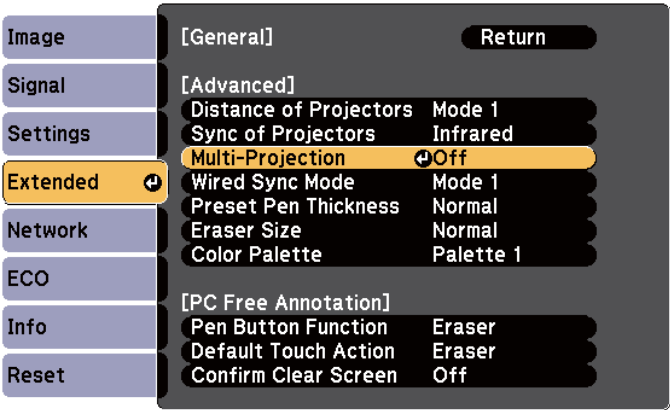 Image
Signal
Settings
Extended
Network
ECO
Info
Reset
[General] Return
[Advanced]
Distance of Projectors Mode 1
Sync of Projectors Infrared
Multi-Projection Off
Wired Sync Mode Mode 1
Preset Pen Thickness Normal
Eraser Size Normal
Color Palette Palette 1
[PC Free Annotation]
Pen Button Function Eraser
Default Touch Action Eraser
Confirm Clear Screen Off